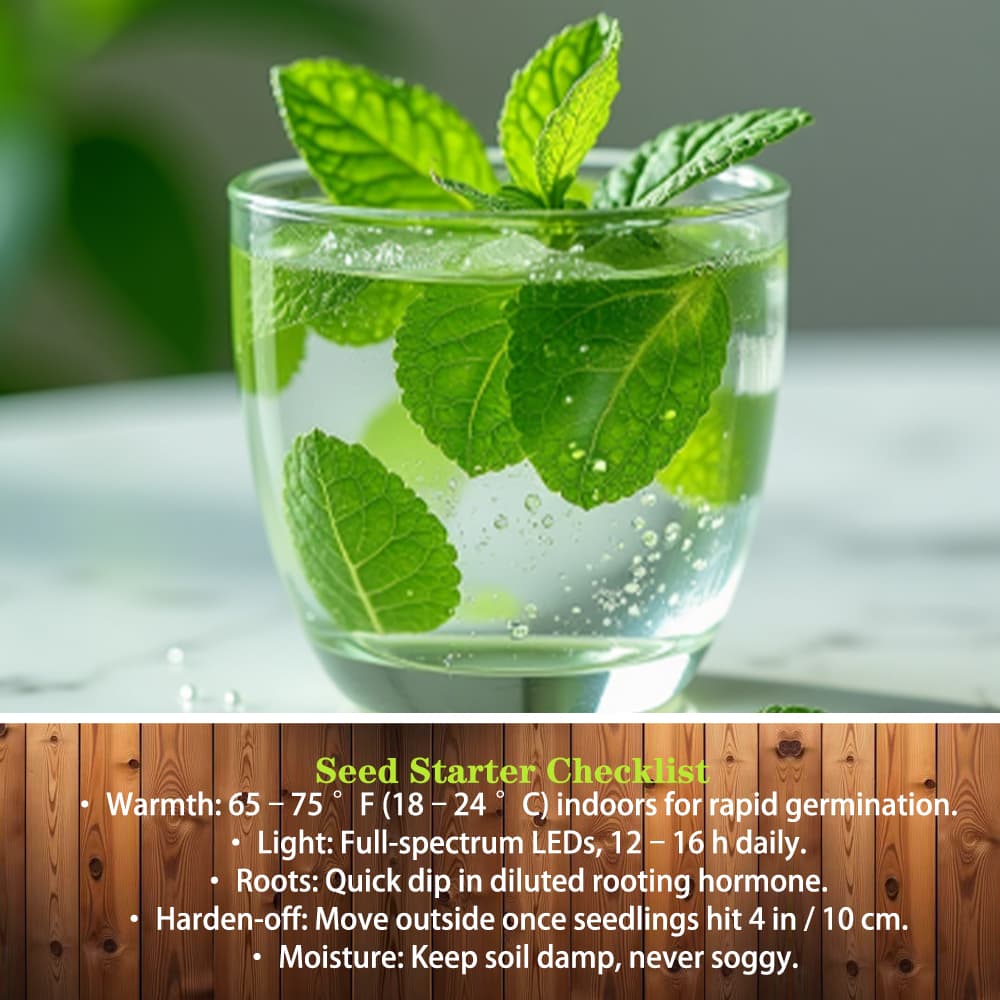 Seed Starter Checklist
• Warmth: 65 – 75 ° F (18 – 24 ° C) indoors for rapid germination.
• Light: Full-spectrum LEDs, 12 – 16 h daily.
• Roots: Quick dip in diluted rooting hormone.
• Harden-off: Move outside once seedlings hit 4 in / 10 cm.
• Moisture: Keep soil damp, never soggy.